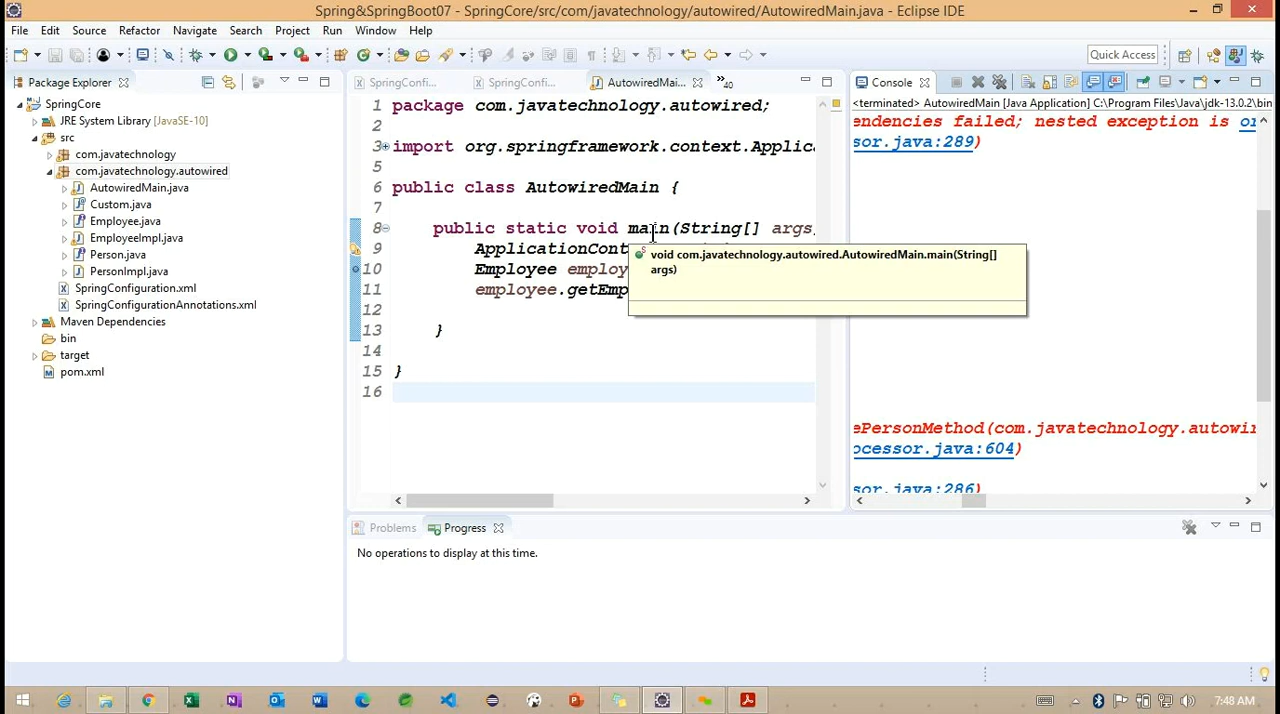 Spring&SpringBoot07 - SpringCore/src/com/javatechnology/autowired/AutowiredMain.java - Eclipse IDE
File Edit Source Refactor Navigate Search Project Run Window Help
Quick Access
Package Explorer
SpringCore
JRE System Library [JavaSE-10]
src
com.javatechnology
com.javatechnology.autowired
AutowiredMain.java
Custom.java
Employee.java
EmployeeImpl.java
Person.java
PersonImpl.java
SpringConfiguration.xml
SpringConfigurationAnnotations.xml
Maven Dependencies
bin
target
pom.xml
SpringConfi... SpringConfi... AutowiredMai... »40
1 package com.javatechnology.autowired;
2
3 import org.springframework.context.Applica
5
6 public class AutowiredMain {
7
8 public static void main(String[] args
9 ApplicationCont
10 Employee employ
11 employee.getEmp
12
13 }
14
15 }
16
void com.javatechnology.autowired.AutowiredMain.main(String[]
args)
Console
<terminated> AutowiredMain [Java Application] C:\Program Files\Java\jdk-13.0.2\bin
endencies failed; nested exception is or
sor.java:289)
ePersonMethod(com.javatechnology.autowir
ocessor.java:604)
sor.java:286)
Problems Progress
No operations to display at this time.
7:48 AM